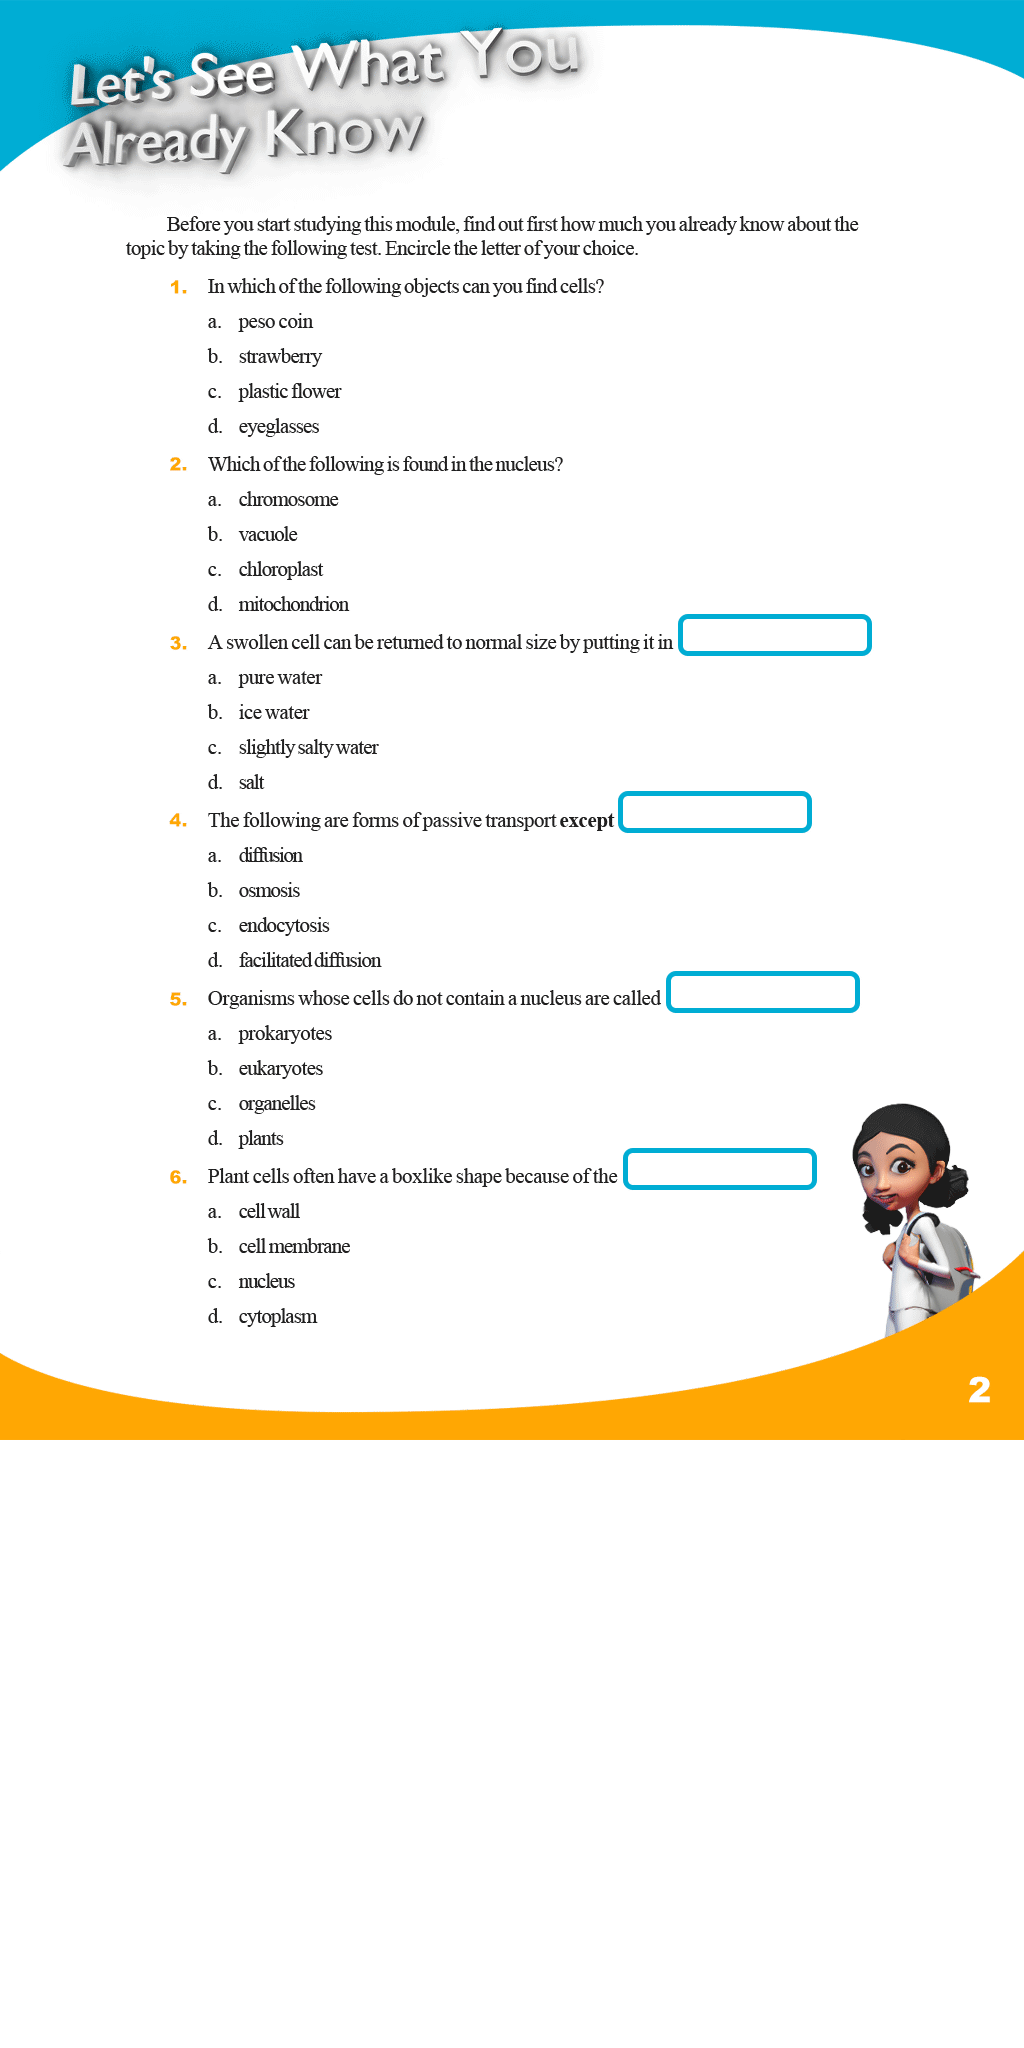 Let's See What You
Already Know
Before you start studying this module, find out first how much you already know about the
topic by taking the following test. Encircle the letter of your choice.
1. In which of the following objects can you find cells?
a. peso coin
b. strawberry
c. plastic flower
d. eyeglasses
2. Which of the following is found in the nucleus?
a. chromosome
b. vacuole
c. chloroplast
d. mitochondrion
3. A swollen cell can be returned to normal size by putting it in
a. pure water
b. ice water
c. slightly salty water
d. salt
4. The following are forms of passive transport except
a. diffusion
b. osmosis
c. endocytosis
d. facilitated diffusion
5. Organisms whose cells do not contain a nucleus are called
a. prokaryotes
b. eukaryotes
c. organelles
d. plants
6. Plant cells often have a boxlike shape because of the
a. cell wall
b. cell membrane
c. nucleus
d. cytoplasm
2